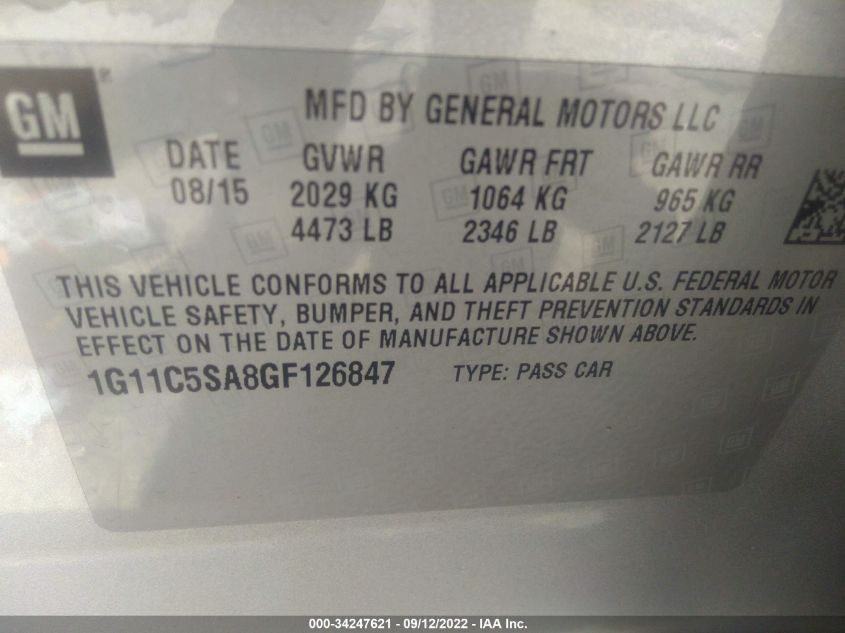 GM
MFD BY GENERAL MOTORS LLC
DATE GVWR GAWR FRT GAWR RR
08/15 2029 KG 1064 KG 965 KG
4473 LB 2346 LB 2127 LB
THIS VEHICLE CONFORMS TO ALL APPLICABLE U.S. FEDERAL MOTOR
VEHICLE SAFETY, BUMPER, AND THEFT PREVENTION STANDARDS IN
EFFECT ON THE DATE OF MANUFACTURE SHOWN ABOVE.
1G11C5SA8GF126847 TYPE: PASS CAR
000-34247621 - 09/12/2022 - IAA Inc.